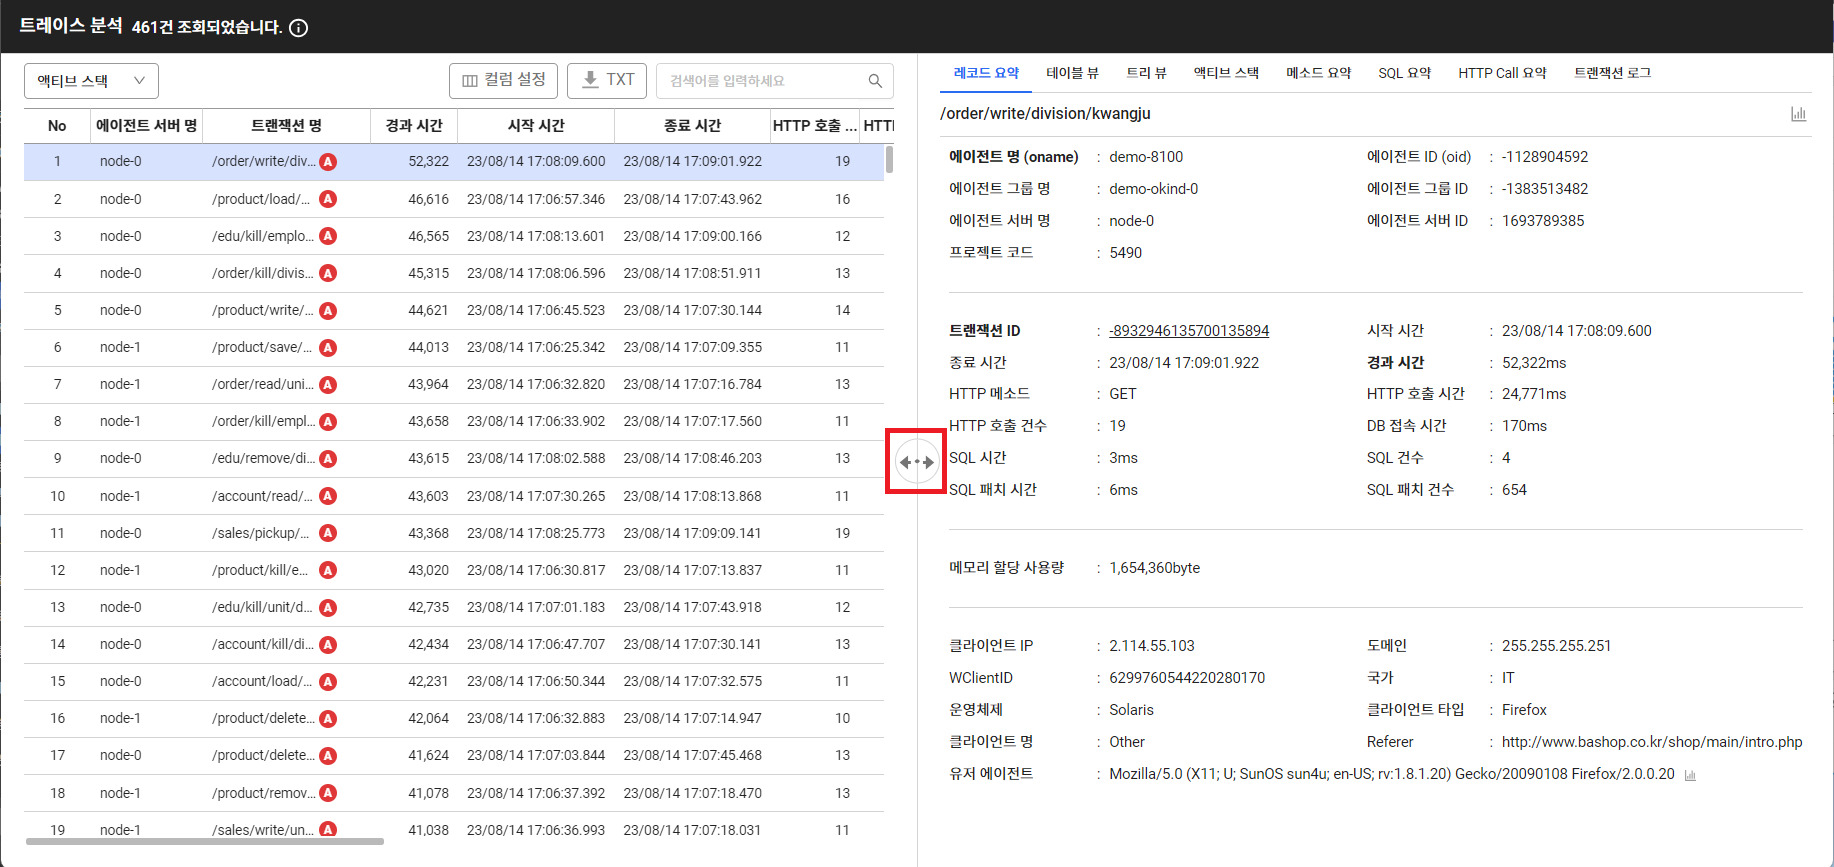 트레이스 분석 461건 조회되었습니다.
액티브 스택 컬럼 설정 TXT 검색어를 입력하세요
No 에이전트 서버 명 트랜잭션 명 경과 시간 시작 시간 종료 시간 HTTP 호출 ... HTTI
1 node-0 /order/write/div... A 52,322 23/08/14 17:08:09.600 23/08/14 17:09:01.922 19
2 node-0 /product/load/... A 46,616 23/08/14 17:06:57.346 23/08/14 17:07:43.962 16
3 node-0 /edu/kill/emplo... A 46,565 23/08/14 17:08:13.601 23/08/14 17:09:00.166 12
4 node-0 /order/kill/divis... A 45,315 23/08/14 17:08:06.596 23/08/14 17:08:51.911 13
5 node-0 /product/write/... A 44,621 23/08/14 17:06:45.523 23/08/14 17:07:30.144 14
6 node-1 /product/save/... A 44,013 23/08/14 17:06:25.342 23/08/14 17:07:09.355 11
7 node-1 /order/read/uni... A 43,964 23/08/14 17:06:32.820 23/08/14 17:07:16.784 13
8 node-1 /order/kill/empl... A 43,658 23/08/14 17:06:33.902 23/08/14 17:07:17.560 11
9 node-0 /edu/remove/di... A 43,615 23/08/14 17:08:02.588 23/08/14 17:08:46.203 13
10 node-1 /account/read/... A 43,603 23/08/14 17:07:30.265 23/08/14 17:08:13.868 11
11 node-0 /sales/pickup/... A 43,368 23/08/14 17:08:25.773 23/08/14 17:09:09.141 19
12 node-1 /product/kill/e... A 43,020 23/08/14 17:06:30.817 23/08/14 17:07:13.837 11
13 node-0 /edu/kill/unit/d... A 42,735 23/08/14 17:07:01.183 23/08/14 17:07:43.918 12
14 node-0 /account/kill/di... A 42,434 23/08/14 17:06:47.707 23/08/14 17:07:30.141 13
15 node-0 /account/load/... A 42,231 23/08/14 17:06:50.344 23/08/14 17:07:32.575 11
16 node-1 /product/delete... A 42,064 23/08/14 17:06:32.883 23/08/14 17:07:14.947 10
17 node-0 /product/delete... A 41,624 23/08/14 17:07:03.844 23/08/14 17:07:45.468 13
18 node-1 /product/remov... A 41,078 23/08/14 17:06:37.392 23/08/14 17:07:18.470 13
19 node-1 /sales/write/un... A 41,038 23/08/14 17:06:36.993 23/08/14 17:07:18.031 11
레코드 요약 테이블 뷰 트리 뷰 액티브 스택 메소드 요약 SQL 요약 HTTP Call 요약 트랜잭션 로그
/order/write/division/kwangju
에이전트 명 (oname) : demo-8100 에이전트 ID (oid) : -1128904592
에이전트 그룹 명 : demo-okind-0 에이전트 그룹 ID : -1383513482
에이전트 서버 명 : node-0 에이전트 서버 ID : 1693789385
프로젝트 코드 : 5490
트랜잭션 ID : -8932946135700135894 시작 시간 : 23/08/14 17:08:09.600
종료 시간 : 23/08/14 17:09:01.922 경과 시간 : 52,322ms
HTTP 메소드 : GET HTTP 호출 시간 : 24,771ms
HTTP 호출 건수 : 19 DB 접속 시간 : 170ms
SQL 시간 : 3ms SQL 건수 : 4
SQL 패치 시간 : 6ms SQL 패치 건수 : 654
메모리 할당 사용량 : 1,654,360byte
클라이언트 IP : 2.114.55.103 도메인 : 255.255.255.251
WClientID : 6299760544220280170 국가 : IT
운영체제 : Solaris 클라이언트 타입 : Firefox
클라이언트 명 : Other Referer : http://www.bashop.co.kr/shop/main/intro.php
유저 에이전트 : Mozilla/5.0 (X11; U; SunOS sun4u; en-US; rv:1.8.1.20) Gecko/20090108 Firefox/2.0.0.20